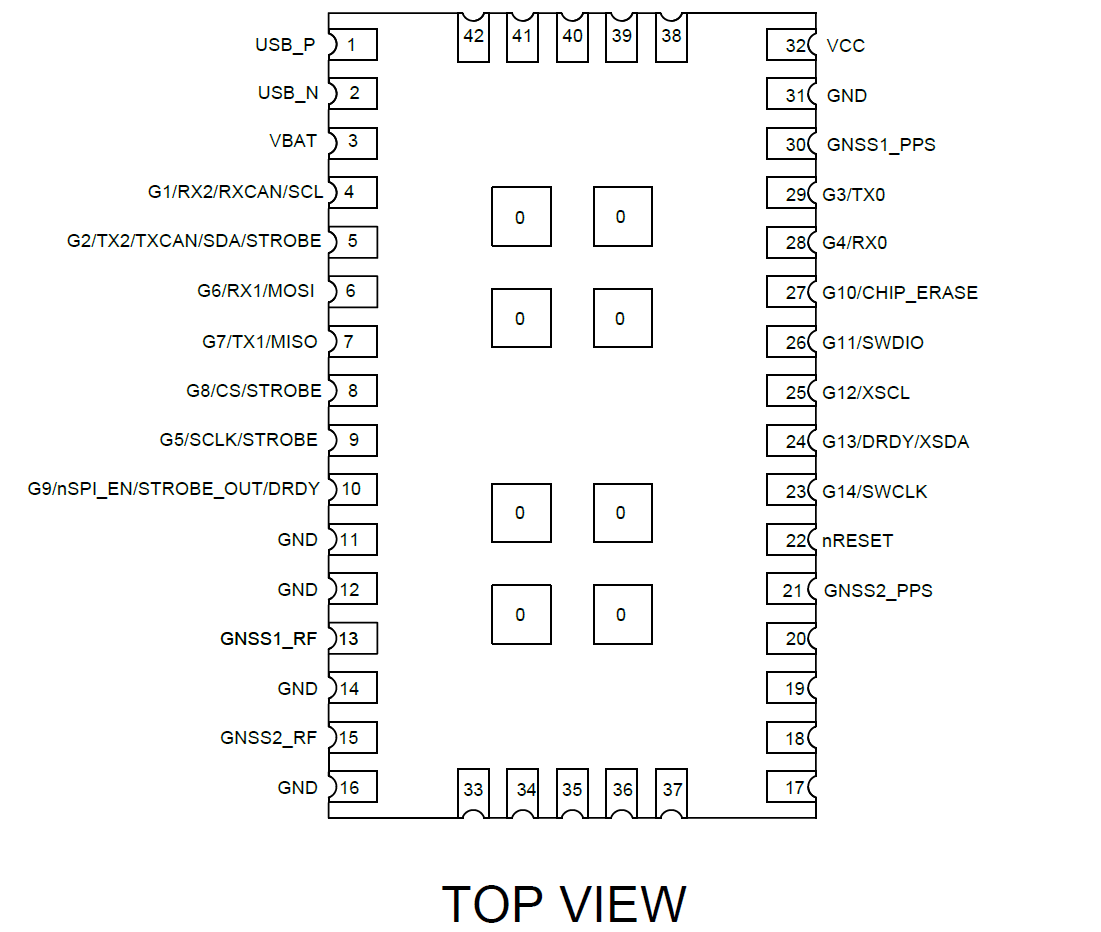 42 41 40 39 38
USB_P 1 32 VCC
USB_N 2 31 GND
VBAT 3 30 GNSS1_PPS
G1/RX2/RXCAN/SCL 4 29 G3/TX0
0 0
G2/TX2/TXCAN/SDA/STROBE 5 28 G4/RX0
G6/RX1/MOSI 6 27 G10/CHIP_ERASE
0 0
G7/TX1/MISO 7 26 G11/SWDIO
G8/CS/STROBE 8 25 G12/XSCL
G5/SCLK/STROBE 9 24 G13/DRDY/XSDA
G9/nSPI_EN/STROBE_OUT/DRDY 10 23 G14/SWCLK
0 0
GND 11 22 nRESET
GND 12 21 GNSS2_PPS
0 0
GNSS1_RF 13 20
GND 14 19
GNSS2_RF 15 18
GND 16 17
33 34 35 36 37
TOP VIEW